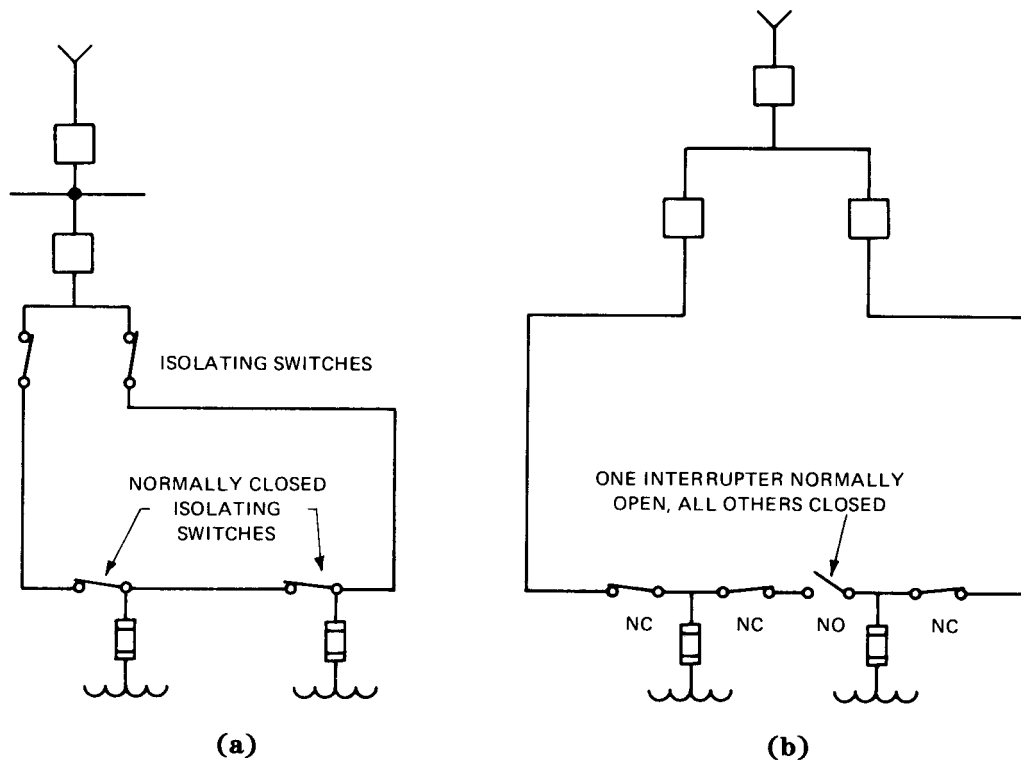 ISOLATING SWITCHES
NORMALLY CLOSED
ISOLATING
SWITCHES
(a)
ONE INTERRUPTER NORMALLY
OPEN, ALL OTHERS CLOSED
NC NC NO NC
(b)